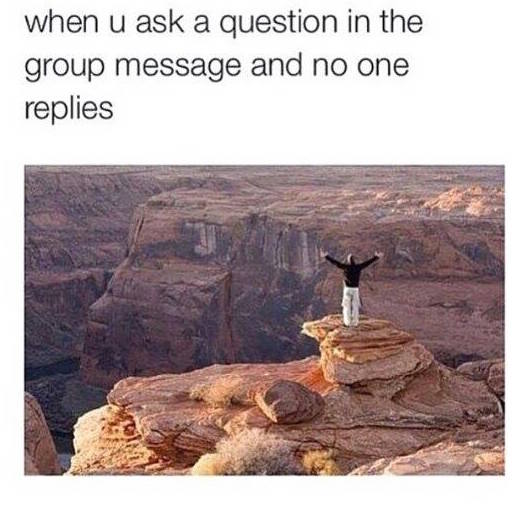 when u ask a question in the
group message and no one
replies